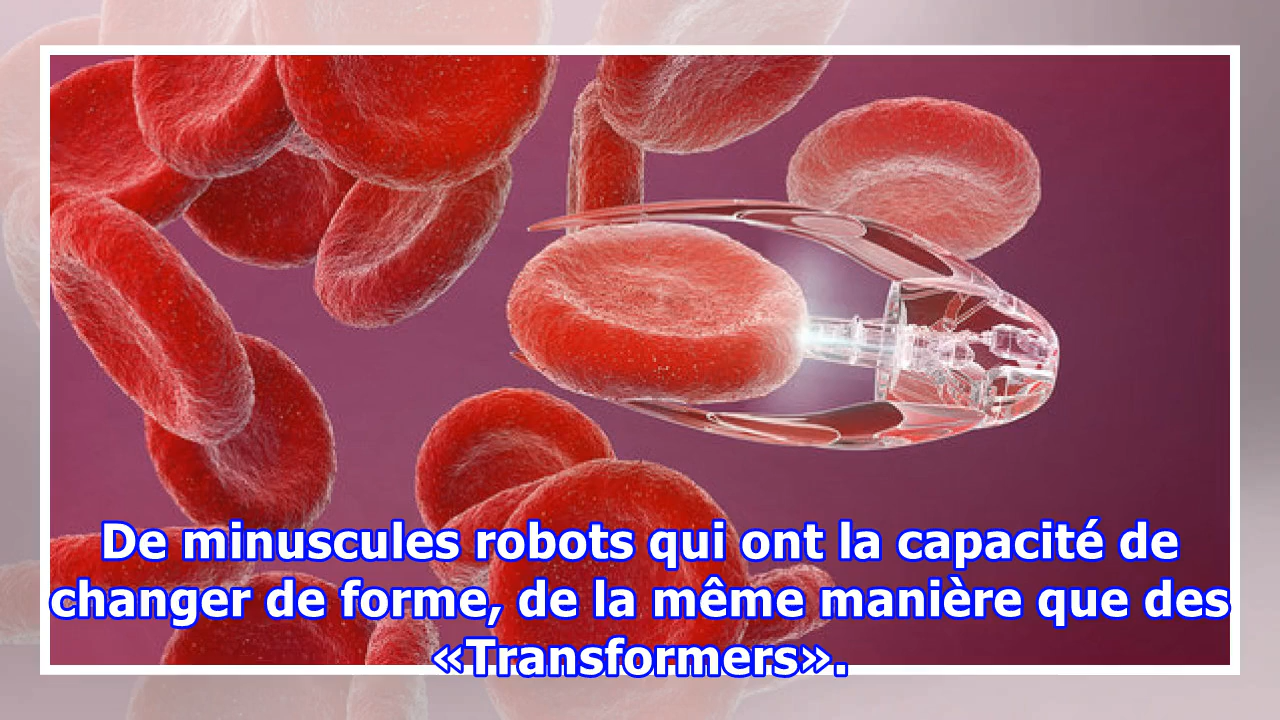 De minuscules robots qui ont la capacité de
changer de forme, de la même manière que des
«Transformers».